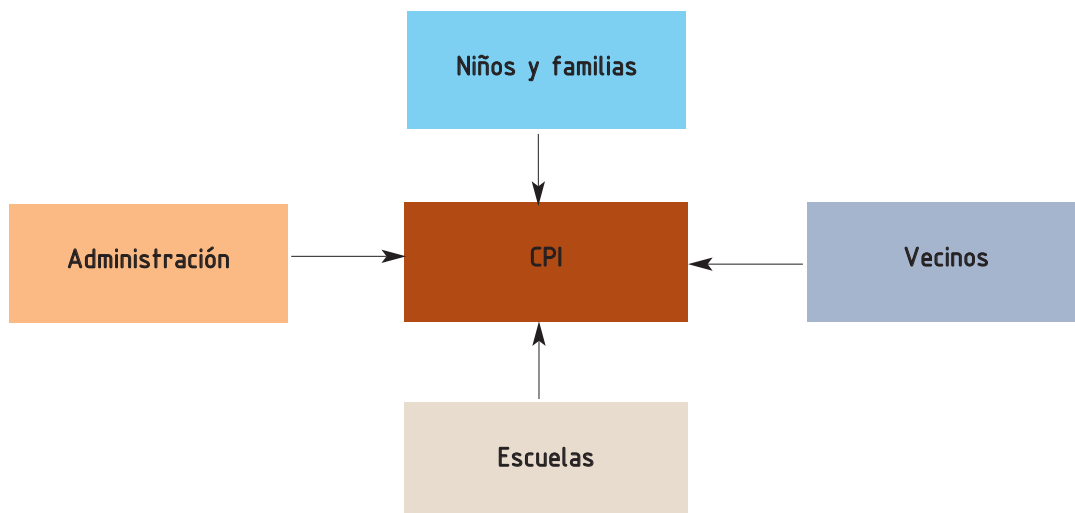 Niños y familias
Administración
CPI
Vecinos
Escuelas